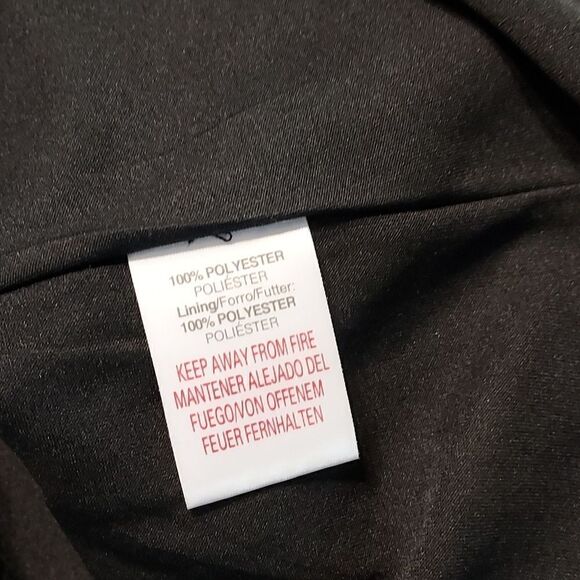 100% POLYESTER
POLIÉSTER
Lining/Forro/Futter:
100% POLYESTER
POLIÉSTER
KEEP AWAY FROM FIRE
MANTENER ALEJADO DEL
FUEGO/VON OFFENEM
FEUER FERNHALTEN